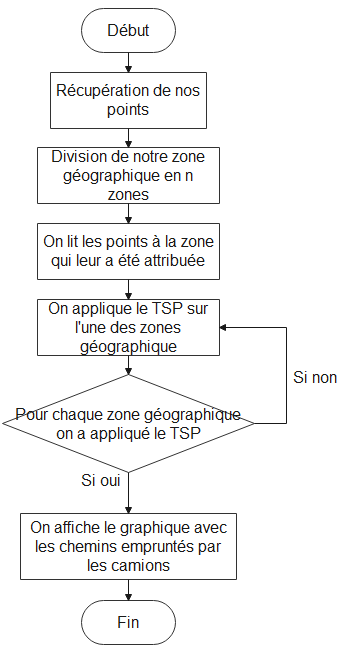 Début
Récupération de nos
points
Division de notre zone
géographique en n
zones
On lit les points à la zone
qui leur a été attribuée
On applique le TSP sur
l'une des zones
géographique
Si non
Pour chaque zone géographique
on a appliqué le TSP
Si oui
On affiche le graphique avec
les chemins empruntés par
les camions
Fin